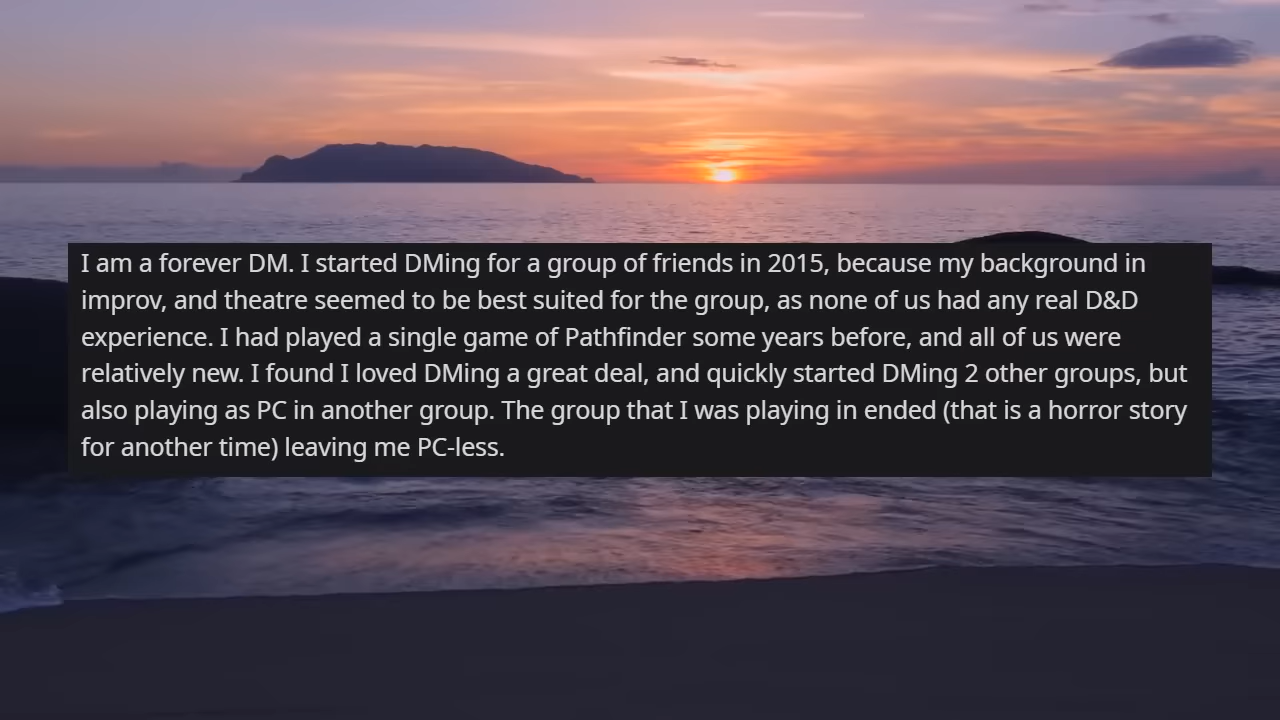 I am a forever DM. I started DMing for a group of friends in 2015, because my background in
improv, and theatre seemed to be best suited for the group, as none of us had any real D&D
experience. I had played a single game of Pathfinder some years before, and all of us were
relatively new. I found I loved DMing a great deal, and quickly started DMing 2 other groups, but
also playing as PC in another group. The group that I was playing in ended (that is a horror story
for another time) leaving me PC-less.